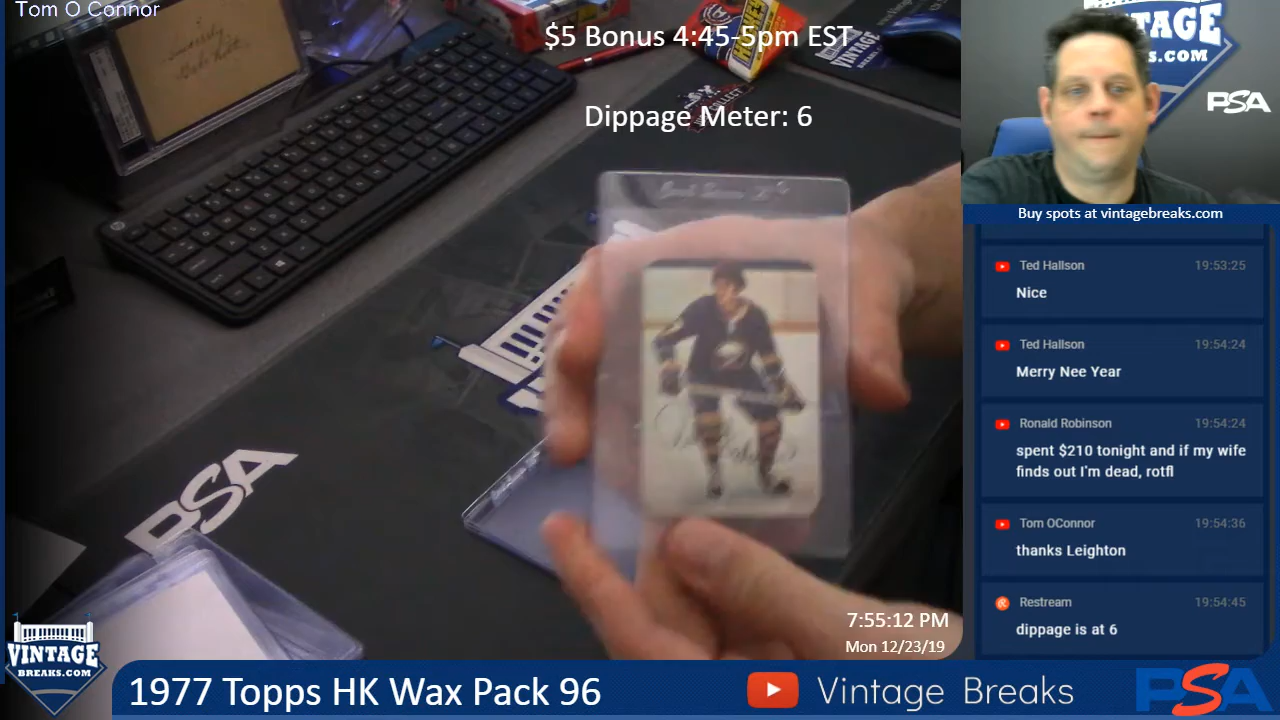 Tom O Connor
$5 Bonus 4:45-5pm EST
Dippage Meter: 6
VINTAGE
BREAKS.COM
PSA
Buy spots at vintagebreaks.com
Ted Hallson 19:53:25
Nice
Ted Hallson 19:54:24
Merry Nee Year
Ronald Robinson 19:54:24
spent $210 tonight and if my wife
finds out I'm dead, rotfl
Tom OConnor 19:54:36
thanks Leighton
Restream 19:54:45
dippage is at 6
PSA
7:55:12 PM
Mon 12/23/19
VINTAGE
BREAKS.COM
1977 Topps HK Wax Pack 96
Vintage Breaks
PSA